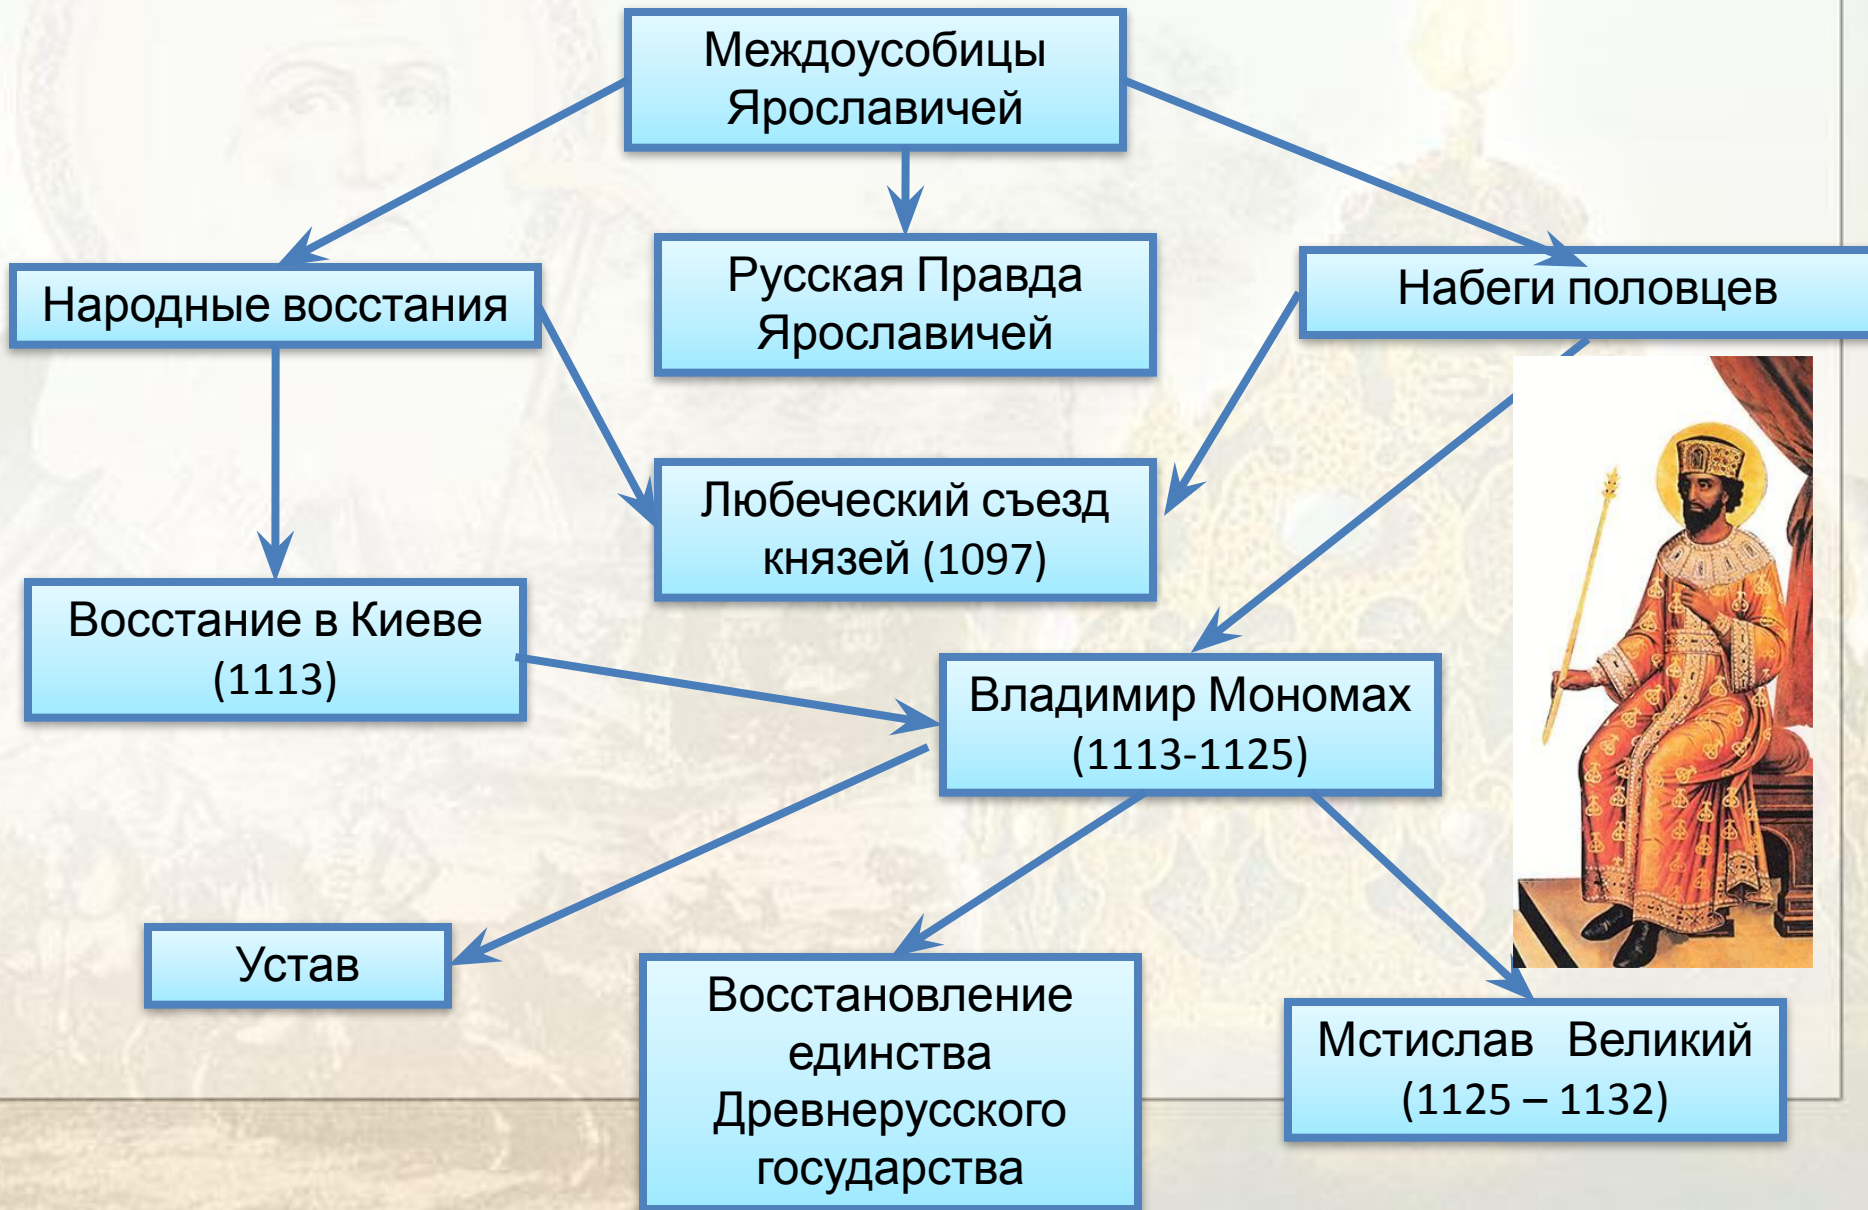 Междоусобицы
Ярославичей
Народные восстания
Русская Правда
Ярославичей
Набеги половцев
Любеческий съезд
князей (1097)
Восстание в Киеве
(1113)
Владимир Мономах
(1113-1125)
Устав
Восстановление
единства
Древнерусского
государства
Мстислав Великий
(1125 – 1132)